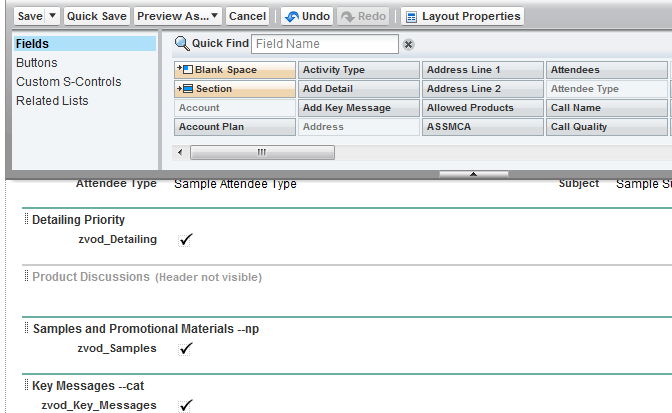 Save Quick Save Preview As... Cancel Undo Redo Layout Properties
Fields
Buttons
Custom S-Controls
Related Lists
Quick Find Field Name
Blank Space Activity Type Address Line 1 Attendees
Section Add Detail Address Line 2 Attendee Type
Account Add Key Message Allowed Products Call Name
Account Plan Address ASSMCA Call Quality
Attendee Type Sample Attendee Type Subject
Detailing Priority
zvod_Detailing
Product Discussions (Header not visible)
Samples and Promotional Materials --np
zvod_Samples
Key Messages --cat
zvod_Key_Messages